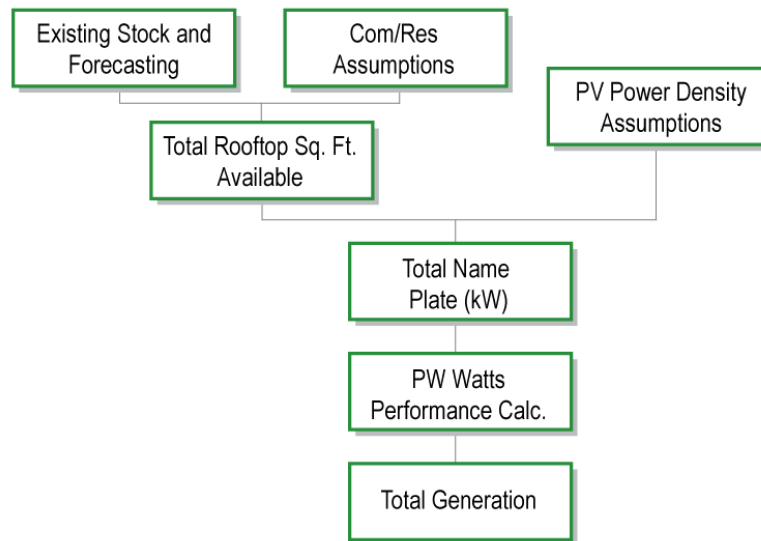 Existing Stock and
Forecasting
Com/Res
Assumptions
PV Power Density
Assumptions
Total Rooftop Sq. Ft.
Available
Total Name
Plate (kW)
PW Watts
Performance Calc.
Total Generation